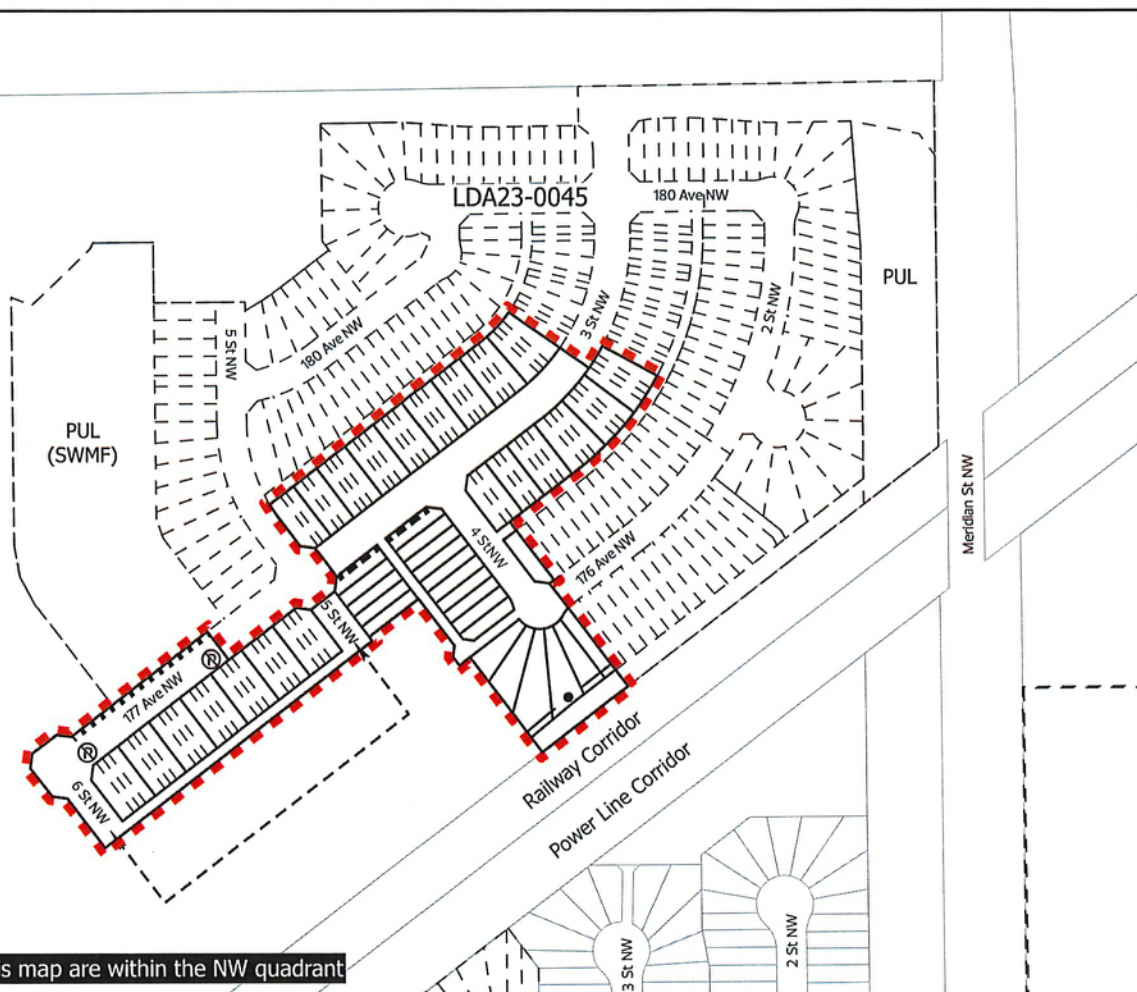 LDA23-0045
180 Ave NW
PUL
3 St NW
2 St NW
5 St NW
180 Ave NW
PUL
(SWMF)
Meridian St NW
4 St NW
176 Ave NW
5 St NW
R
177 Ave NW
R
6 St NW
Railway Corridor
Power Line Corridor
3 St NW
2 St NW
s map are within the NW quadrant